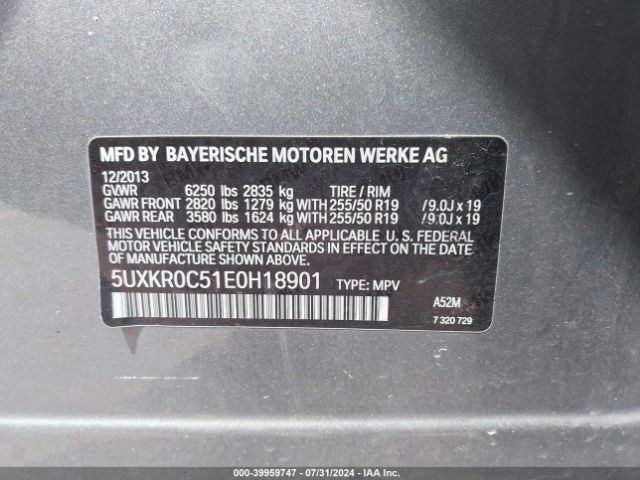 MFD BY BAYERISCHE MOTOREN WERKE AG
12/2013
GVWR 6250 lbs 2835 kg TIRE / RIM
GAWR FRONT 2820 lbs 1279 kg WITH 255/50 R19 /9.0J x 19
GAWR REAR 3580 lbs 1624 kg WITH 255/50 R19 /9.0J x 19
THIS VEHICLE CONFORMS TO ALL APPLICABLE U. S. FEDERAL
MOTOR VEHICLE SAFETY STANDARDS IN EFFECT ON THE DATE
OF MANUFACTURE SHOWN ABOVE.
5UXKR0C51E0H18901 TYPE: MPV
A52M
7 320 729
000-39959747 - 07/31/2024 - IAA Inc.